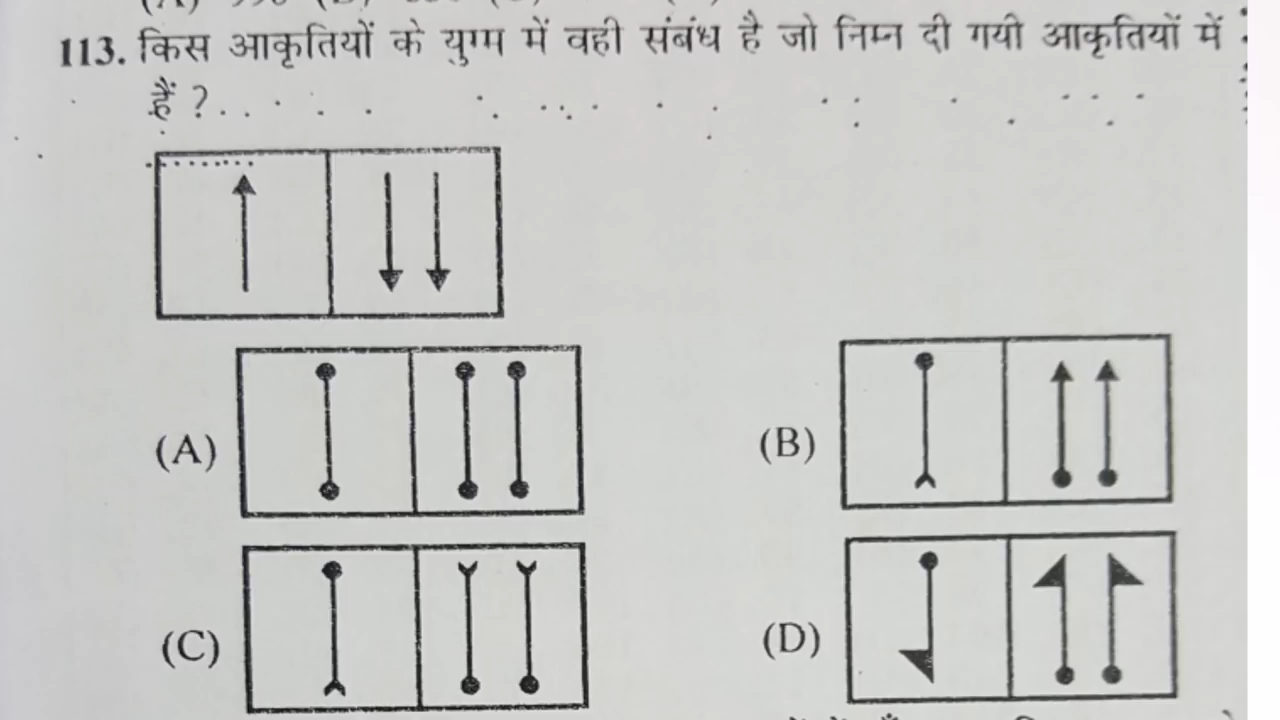 113. किस आकृतियों के युग्म में वही संबंध है जो निम्न दी गयी आकृतियों में
हैं ?
(A)
(B)
(C)
(D)